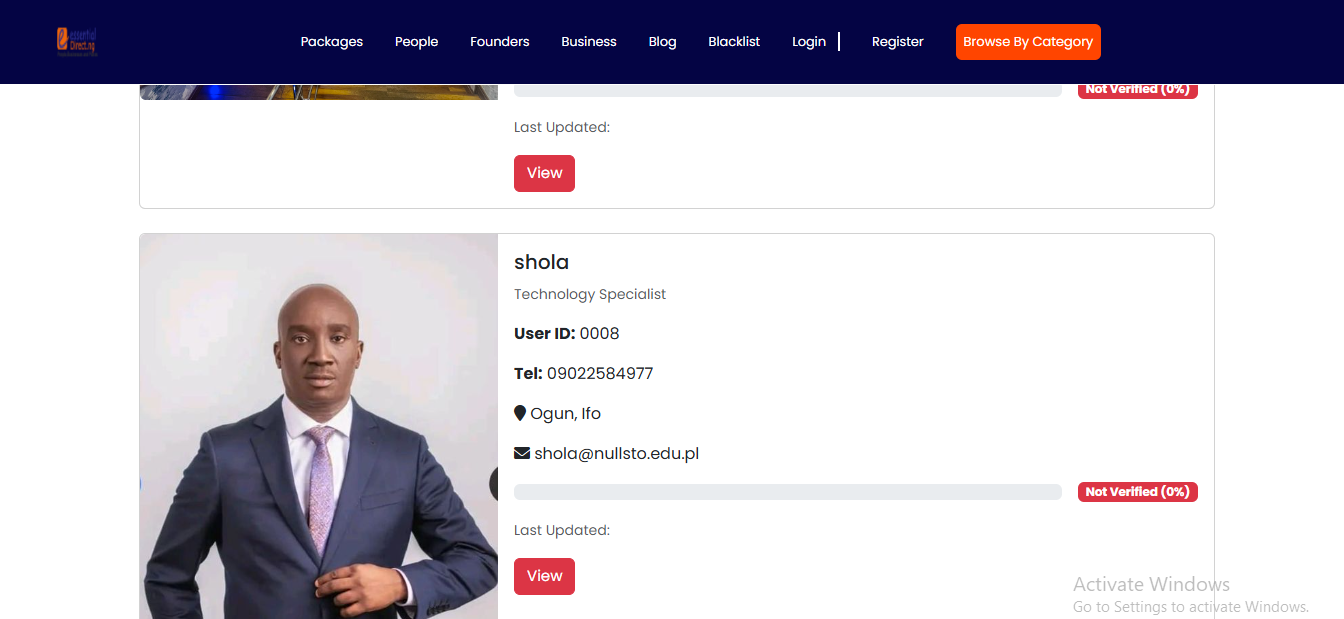 essential
Direct.ng
Packages People Founders Business Blog Blacklist Login Register Browse By Category
Not Verified (0%)
Last Updated:
View
shola
Technology Specialist
User ID: 0008
Tel: 09022584977
Ogun, Ifo
shola@nullsto.edu.pl
Not Verified (0%)
Last Updated:
View
Activate Windows
Go to Settings to activate Windows.